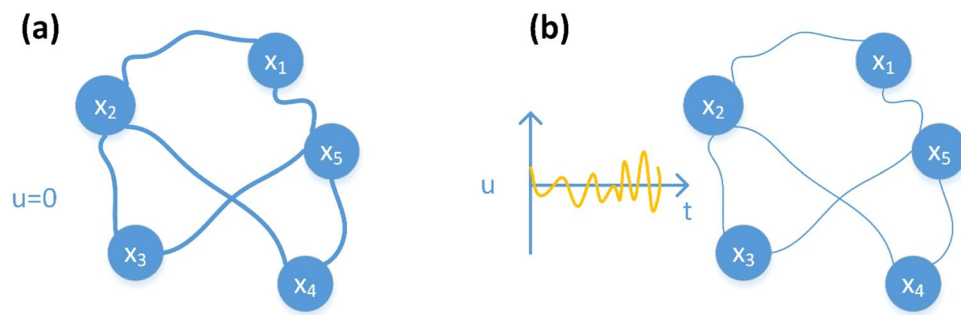 (a)
x₁
x₂
x₅
u=0
x₃
x₄
(b)
x₁
x₂
x₅
u
t
x₃
x₄